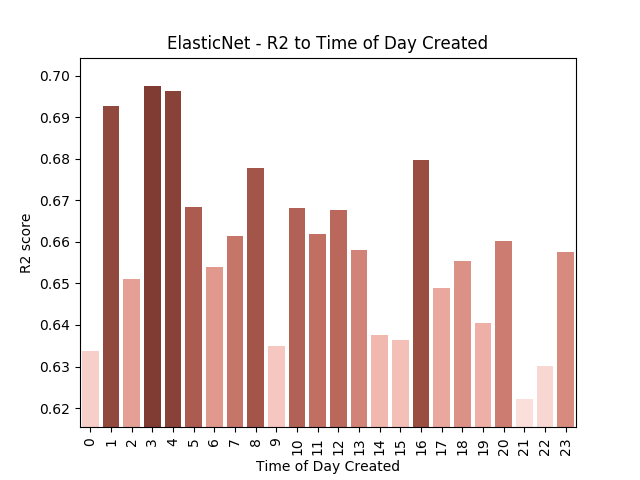 ElasticNet - R2 to Time of Day Created
0.70
0.69
0.68
0.67
0.66
0.65
0.64
0.63
0.62
R2 score
0 1 2 3 4 5 6 7 8 9 10 11 12 13 14 15 16 17 18 19 20 21 22 23
Time of Day Created